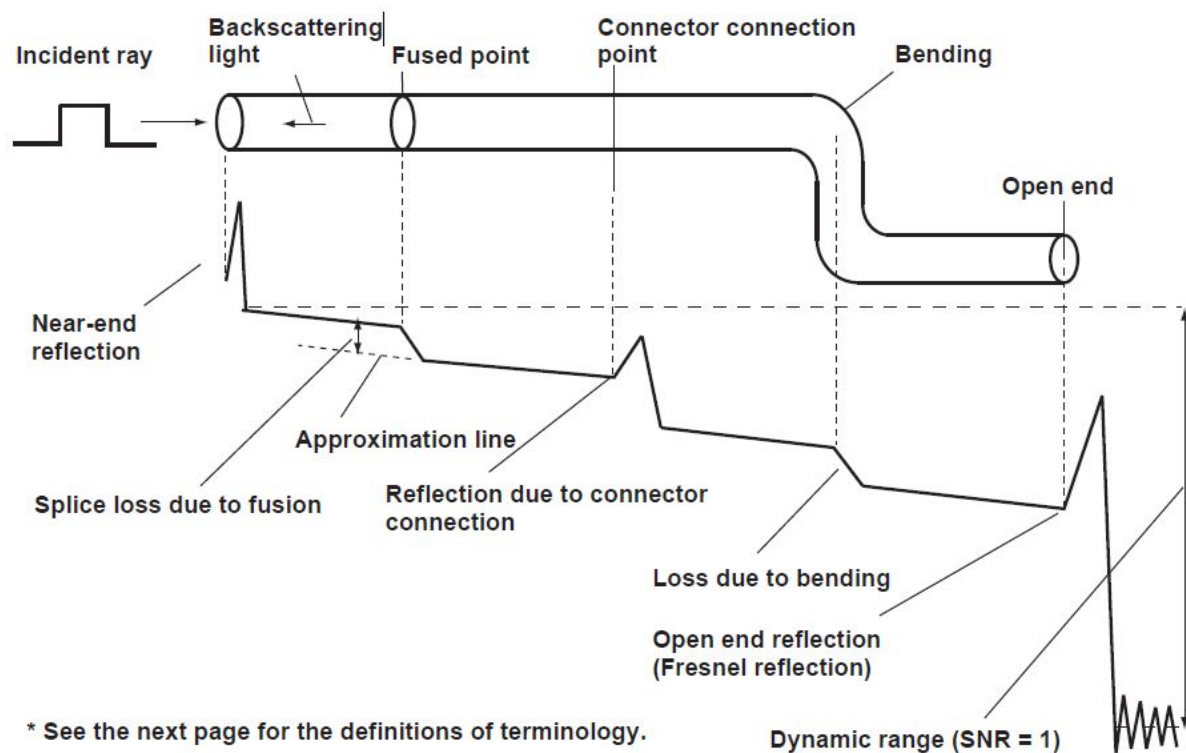 Incident ray
Backscattering
light
Fused point
Connector connection
point
Bending
Open end
Near-end
reflection
Approximation line
Splice loss due to fusion
Reflection due to connector
connection
Loss due to bending
Open end reflection
(Fresnel reflection)
* See the next page for the definitions of terminology.
Dynamic range (SNR = 1)